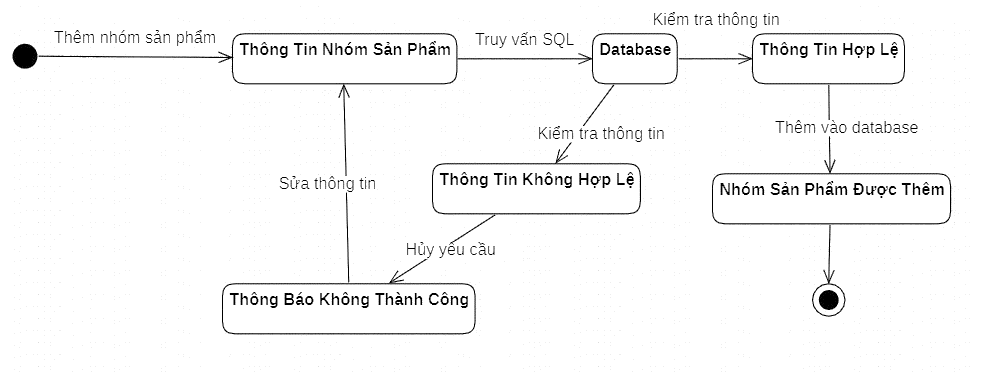 Thêm nhóm sản phẩm
Thông Tin Nhóm Sản Phẩm
Truy vấn SQL
Database
Kiểm tra thông tin
Thông Tin Hợp Lệ
Kiểm tra thông tin
Thêm vào database
Thông Tin Không Hợp Lệ
Sửa thông tin
Nhóm Sản Phẩm Được Thêm
Hủy yếu cầu
Thông Báo Không Thành Công